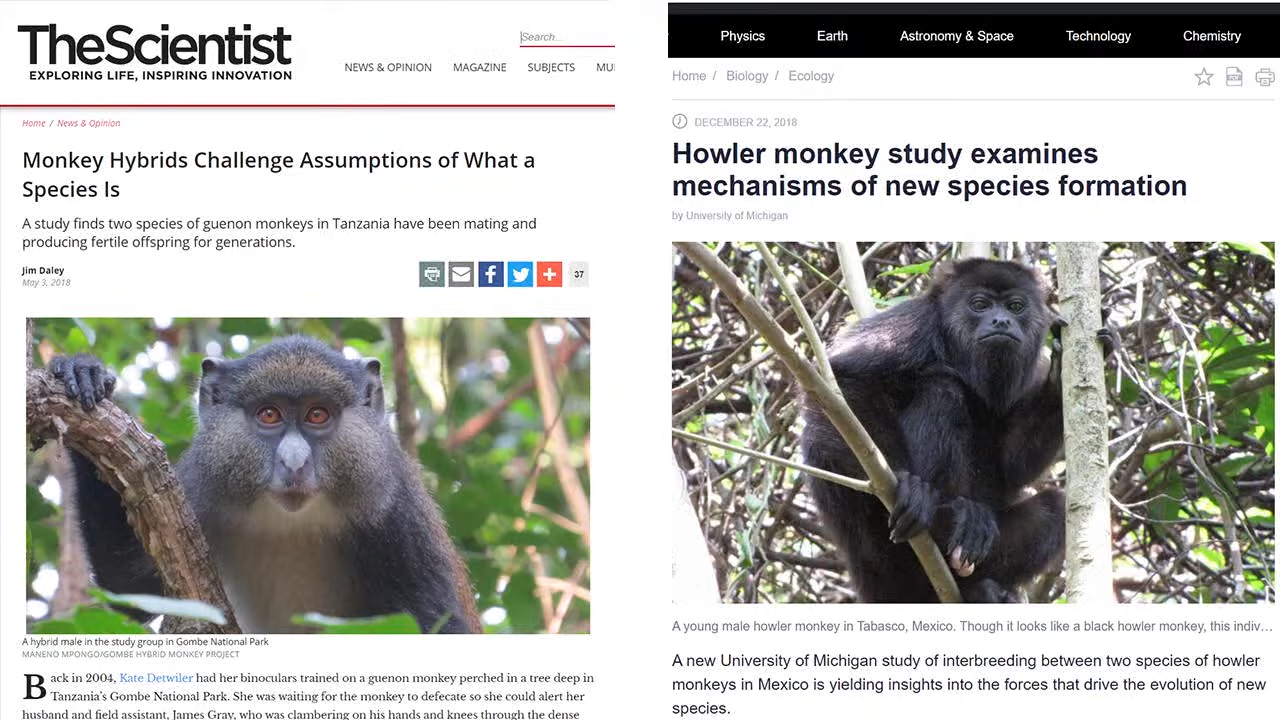 TheScientist
EXPLORING LIFE, INSPIRING INNOVATION
Search...
NEWS & OPINION MAGAZINE SUBJECTS MU
Home / News & Opinion
Monkey Hybrids Challenge Assumptions of What a
Species Is
A study finds two species of guenon monkeys in Tanzania have been mating and
producing fertile offspring for generations.
Jim Daley
May 3, 2018
37
A hybrid male in the study group in Gombe National Park
MANENO MPONGO/GOMBE HYBRID MONKEY PROJECT
Back in 2004, Kate Detwiler had her binoculars trained on a guenon monkey perched in a tree deep in
Tanzania's Gombe National Park. She was waiting for the monkey to defecate so she could alert her
husband and field assistant, James Gray, who was clambering on his hands and knees through the dense
Physics Earth Astronomy & Space Technology Chemistry
Home / Biology / Ecology
PDF
DECEMBER 22, 2018
Howler monkey study examines
mechanisms of new species formation
by University of Michigan
A young male howler monkey in Tabasco, Mexico. Though it looks like a black howler monkey, this indiv…
A new University of Michigan study of interbreeding between two species of howler
monkeys in Mexico is yielding insights into the forces that drive the evolution of new
species.